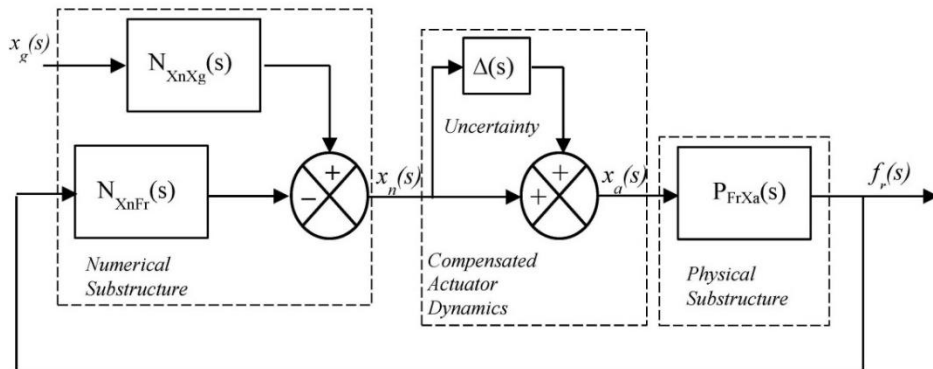 x_g(s)
N_XnXg(s)
Δ(s)
Uncertainty
+
N_XnFr(s)
−
x_n(s)
+
+
x_a(s)
P_FrXa(s)
f_r(s)
Numerical
Substructure
Compensated
Actuator
Dynamics
Physical
Substructure